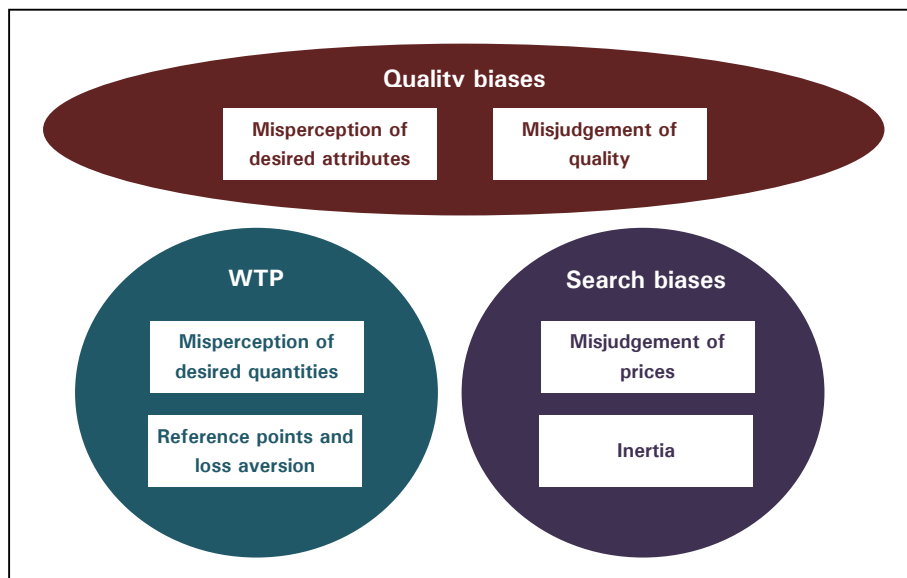 Quality biases
Misperception of
desired attributes
Misjudgement of
quality
WTP
Misperception of
desired quantities
Reference points and
loss aversion
Search biases
Misjudgement of
prices
Inertia